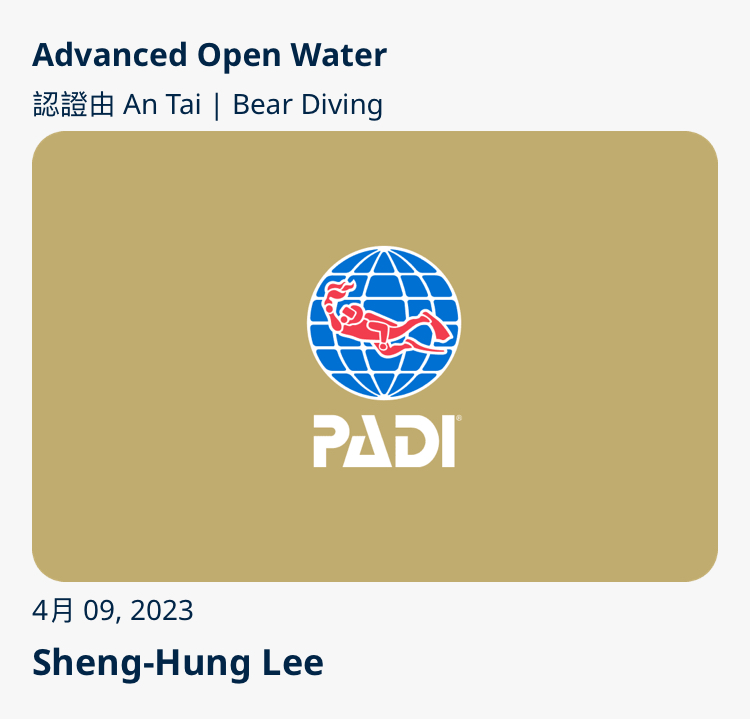 Advanced Open Water
認證由 An Tai | Bear Diving
PADI®
4月 09, 2023
Sheng-Hung Lee